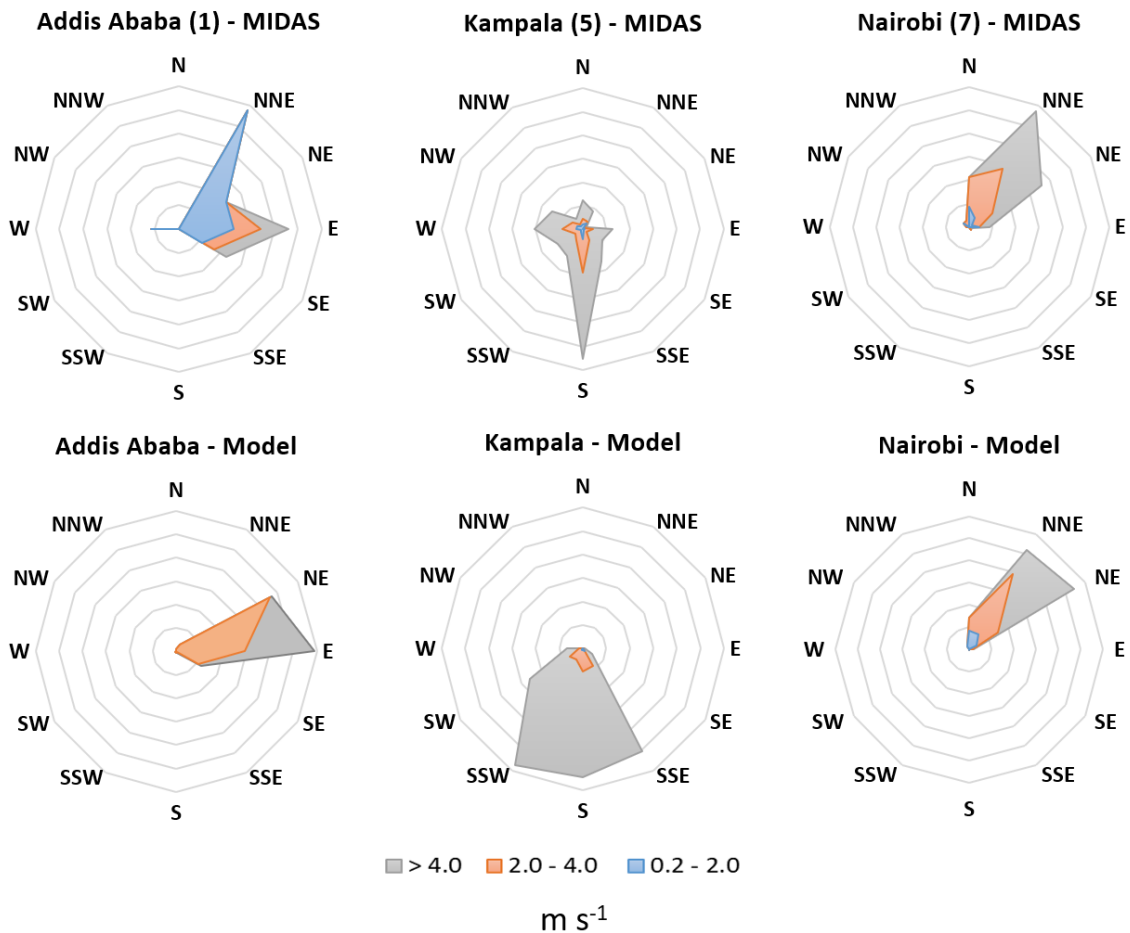 Addis Ababa (1) - MIDAS
Kampala (5) - MIDAS
Nairobi (7) - MIDAS
N
NNE
NE
E
SE
SSE
S
SSW
SW
W
NW
NNW
N
NNE
NE
E
SE
SSE
S
SSW
SW
W
NW
NNW
N
NNE
NE
E
SE
SSE
S
SSW
SW
W
NW
NNW
Addis Ababa - Model
Kampala - Model
Nairobi - Model
N
NNE
NE
E
SE
SSE
S
SSW
SW
W
NW
NNW
N
NNE
NE
E
SE
SSE
S
SSW
SW
W
NW
NNW
N
NNE
NE
E
SE
SSE
S
SSW
SW
W
NW
NNW
> 4.0 2.0 - 4.0 0.2 - 2.0
m s⁻¹